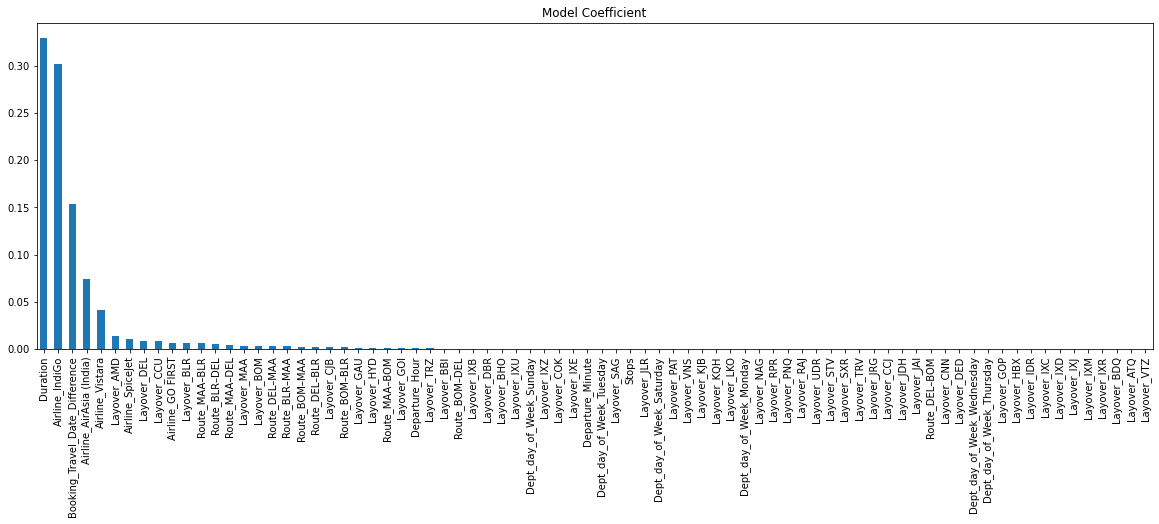 Model Coefficient
0.30
0.25
0.20
0.15
0.10
0.05
0.00
Duration
Airline_IndiGo
Booking_Travel_Date_Difference
Airline_AirAsia (India)
Airline_Vistara
Layover_AMD
Airline_SpiceJet
Layover_DEL
Layover_CCU
Airline_GO FIRST
Layover_BLR
Route_MAA-BLR
Route_BLR-DEL
Route_MAA-DEL
Layover_MAA
Layover_BOM
Route_DEL-MAA
Route_BLR-MAA
Route_BOM-MAA
Route_DEL-BLR
Layover_CJB
Route_BOM-BLR
Layover_GAU
Layover_HYD
Route_MAA-BOM
Layover_GOI
Departure_Hour
Layover_TRZ
Layover_BBI
Route_BOM-DEL
Layover_IXB
Layover_DBR
Layover_BHO
Layover_IXU
Dept_day_of_Week_Sunday
Layover_IXZ
Layover_COK
Layover_IXE
Departure_Minute
Dept_day_of_Week_Tuesday
Layover_SAG
Stops
Layover_JLR
Dept_day_of_Week_Saturday
Layover_PAT
Layover_VNS
Layover_KJB
Layover_KQH
Layover_LKO
Dept_day_of_Week_Monday
Layover_NAG
Layover_RPR
Layover_PNQ
Layover_RAJ
Layover_UDR
Layover_STV
Layover_SXR
Layover_TRV
Layover_JRG
Layover_CCJ
Layover_JDH
Layover_JAI
Route_DEL-BOM
Layover_CNN
Layover_DED
Dept_day_of_Week_Wednesday
Dept_day_of_Week_Thursday
Layover_GOP
Layover_HBX
Layover_IDR
Layover_IXC
Layover_IXD
Layover_IXJ
Layover_IXM
Layover_IXR
Layover_BDQ
Layover_ATQ
Layover_VTZ